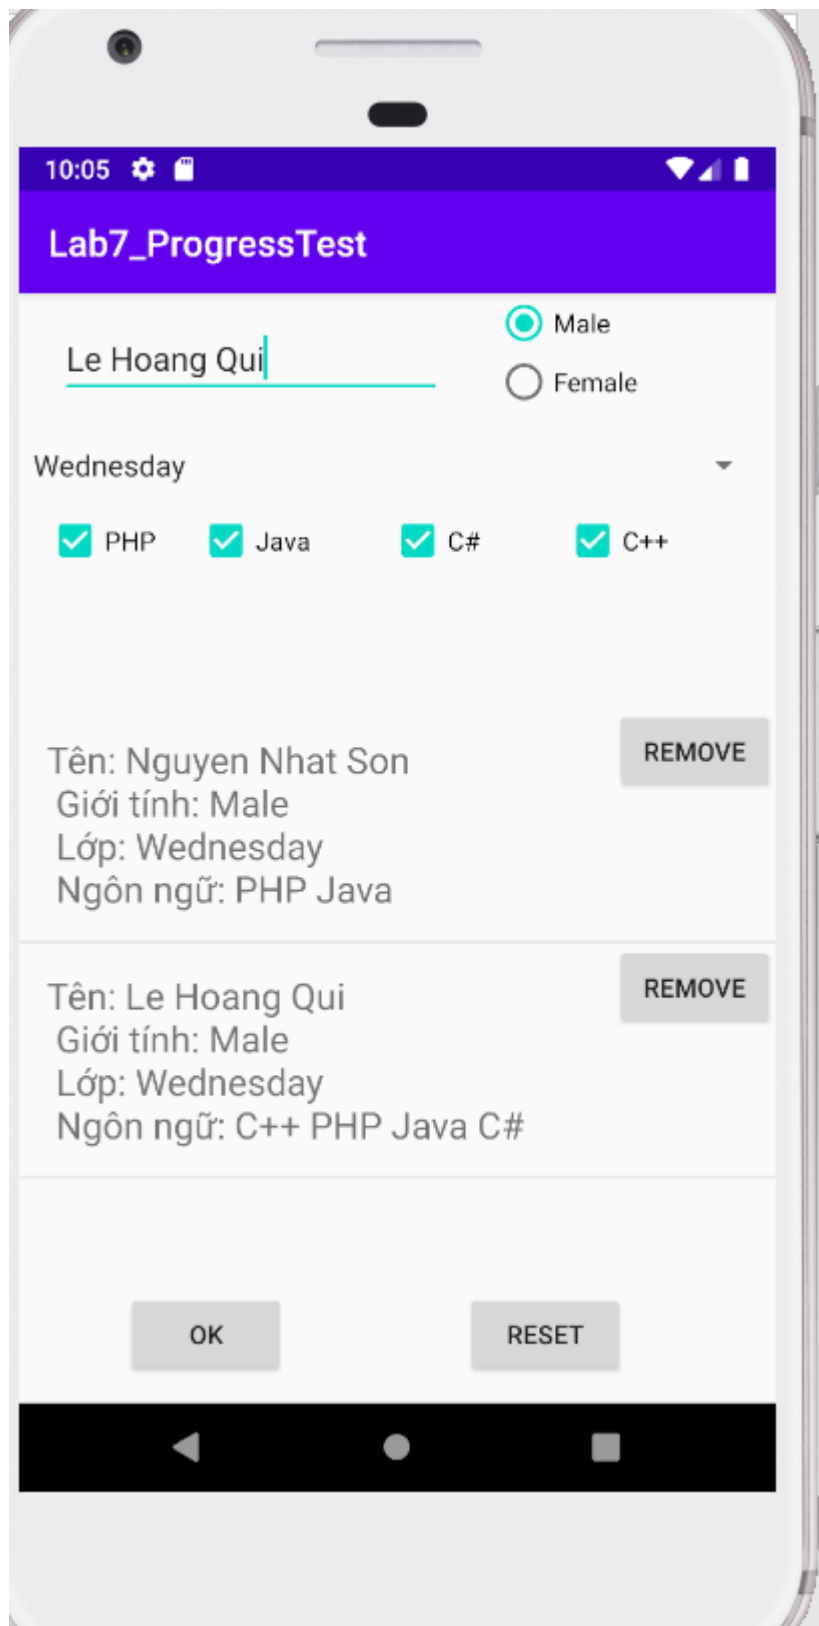 10:05
Lab7_ProgressTest
Le Hoang Qui
Male
Female
Wednesday
PHP Java C# C++
Tên: Nguyen Nhat Son
REMOVE
Giới tính: Male
Lớp: Wednesday
Ngôn ngữ: PHP Java
Tên: Le Hoang Qui
REMOVE
Giới tính: Male
Lớp: Wednesday
Ngôn ngữ: C++ PHP Java C#
OK RESET